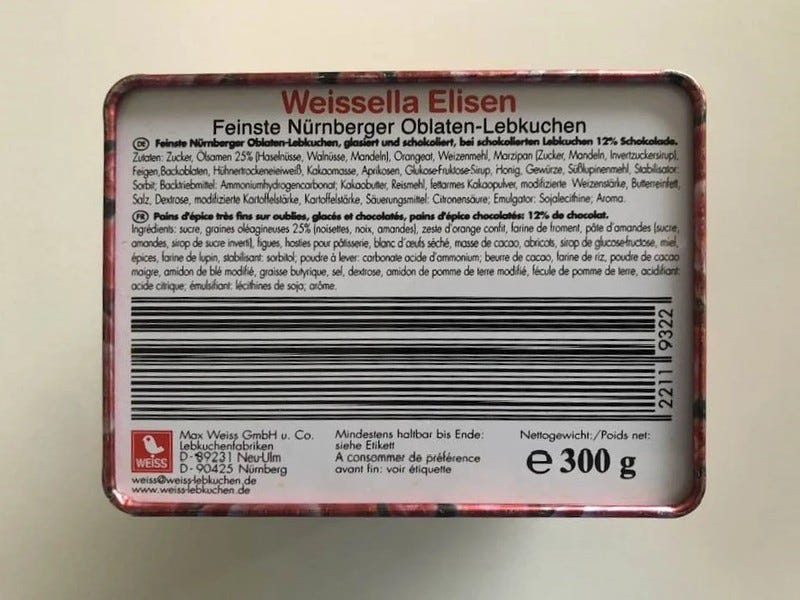 Weissella Elisen
Feinste Nürnberger Oblaten-Lebkuchen
DE Feinste Nürnberger Oblaten-Lebkuchen, glasiert und schokoliert, bei schokolierten Lebkuchen 12% Schokolade.
Zutaten: Zucker, Ölsamen 25% (Haselnüsse, Walnüsse, Mandeln), Orangeat, Weizenmehl, Marzipan (Zucker, Mandeln, Invertzuckersirup),
Feigen, Backoblaten, Hühnertrockeneieiweiß, Kakaomasse, Aprikosen, Glukose-Fruktose-Sirup, Honig, Gewürze, Süßlupinenmehl, Stabilisator:
Sorbit; Backtriebmittel: Ammoniumhydrogencarbonat; Kakaobutter, Reismehl, fettarmes Kakaopulver, modifizierte Weizenstärke, Butterreinfett,
Salz, Dextrose, modifizierte Kartoffelstärke, Kartoffelstärke, Säuerungsmittel: Citronensäure; Emulgator: Sojalecithine; Aroma.
FR Pains d'épice très fins sur oublies, glacés et chocolatés, pains d'épice chocolatés: 12% de chocolat.
Ingrédients: sucre, graines oléagineuses 25% (noisettes, noix, amandes), zeste d'orange confit, farine de froment, pâte d'amandes (sucre,
amandes, sirop de sucre inverti), figues, hosties pour pâtisserie, blanc d'œufs séché, masse de cacao, abricots, sirop de glucose-fructose, miel,
épices, farine de lupin, stabilisant: sorbitol; poudre à lever: carbonate acide d'ammonium; beurre de cacao, farine de riz, poudre de cacao
maigre, amidon de blé modifié, graisse butyrique, sel, dextrose, amidon de pomme de terre modifié, fécule de pomme de terre, acidifiant:
acide citrique; émulsifiant: lécithines de soja; arôme.
2211 9322
WEISS
Max Weiss GmbH u. Co.
Lebkuchenfabriken
D-89231 Neu-Ulm
D-90425 Nürnberg
weiss@weiss-lebkuchen.de
www.weiss-lebkuchen.de
Mindestens haltbar bis Ende:
siehe Etikett
A consommer de préférence
avant fin: voir étiquette
Nettogewicht:/Poids net:
℮ 300 g